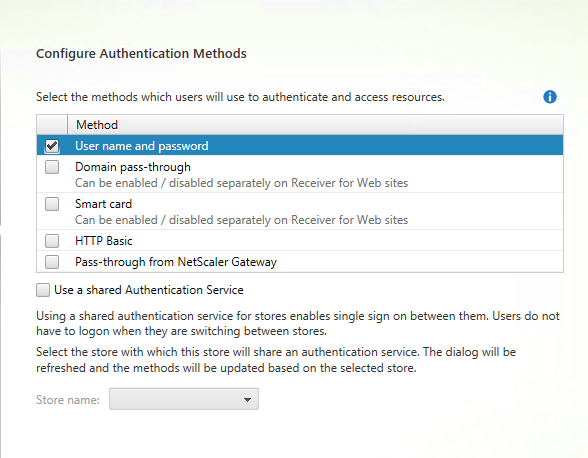 Configure Authentication Methods
Select the methods which users will use to authenticate and access resources.
Method
User name and password
Domain pass-through
Can be enabled / disabled separately on Receiver for Web sites
Smart card
Can be enabled / disabled separately on Receiver for Web sites
HTTP Basic
Pass-through from NetScaler Gateway
Use a shared Authentication Service
Using a shared authentication service for stores enables single sign on between them. Users do not
have to logon when they are switching between stores.
Select the store with which this store will share an authentication service. The dialog will be
refreshed and the methods will be updated based on the selected store.
Store name: